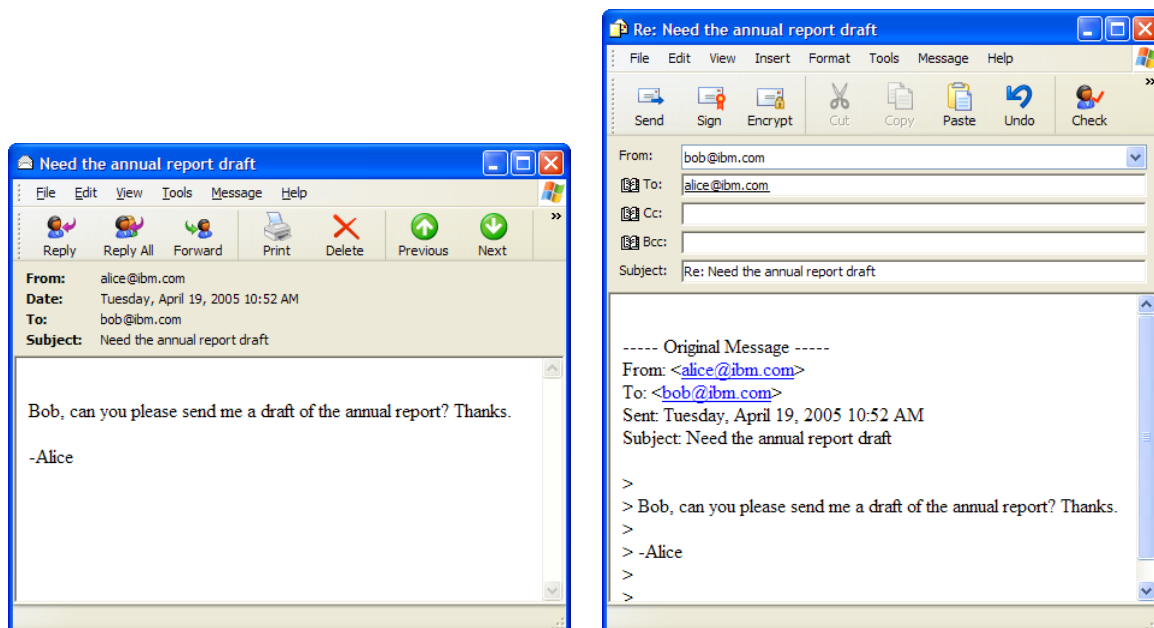 Need the annual report draft
File Edit View Tools Message Help
»
Reply Reply All Forward Print Delete Previous Next
From: alice@ibm.com
Date: Tuesday, April 19, 2005 10:52 AM
To: bob@ibm.com
Subject: Need the annual report draft
Bob, can you please send me a draft of the annual report? Thanks.
-Alice
Re: Need the annual report draft
File Edit View Insert Format Tools Message Help
»
Send Sign Encrypt Cut Copy Paste Undo Check
From: bob@ibm.com
To: alice@ibm.com
Cc:
Bcc:
Subject: Re: Need the annual report draft
----- Original Message -----
From: <alice@ibm.com>
To: <bob@ibm.com>
Sent: Tuesday, April 19, 2005 10:52 AM
Subject: Need the annual report draft
>
> Bob, can you please send me a draft of the annual report? Thanks.
>
> -Alice
>
>